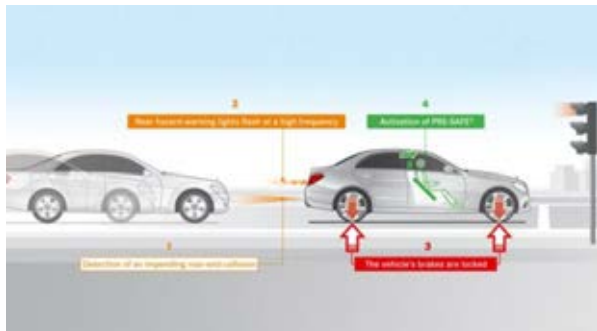 2
Rear hazard-warning lights flash at a high frequency
4
Activation of PRE-SAFE®
1
Detection of an impending rear-end collision
3
The vehicle's brakes are locked